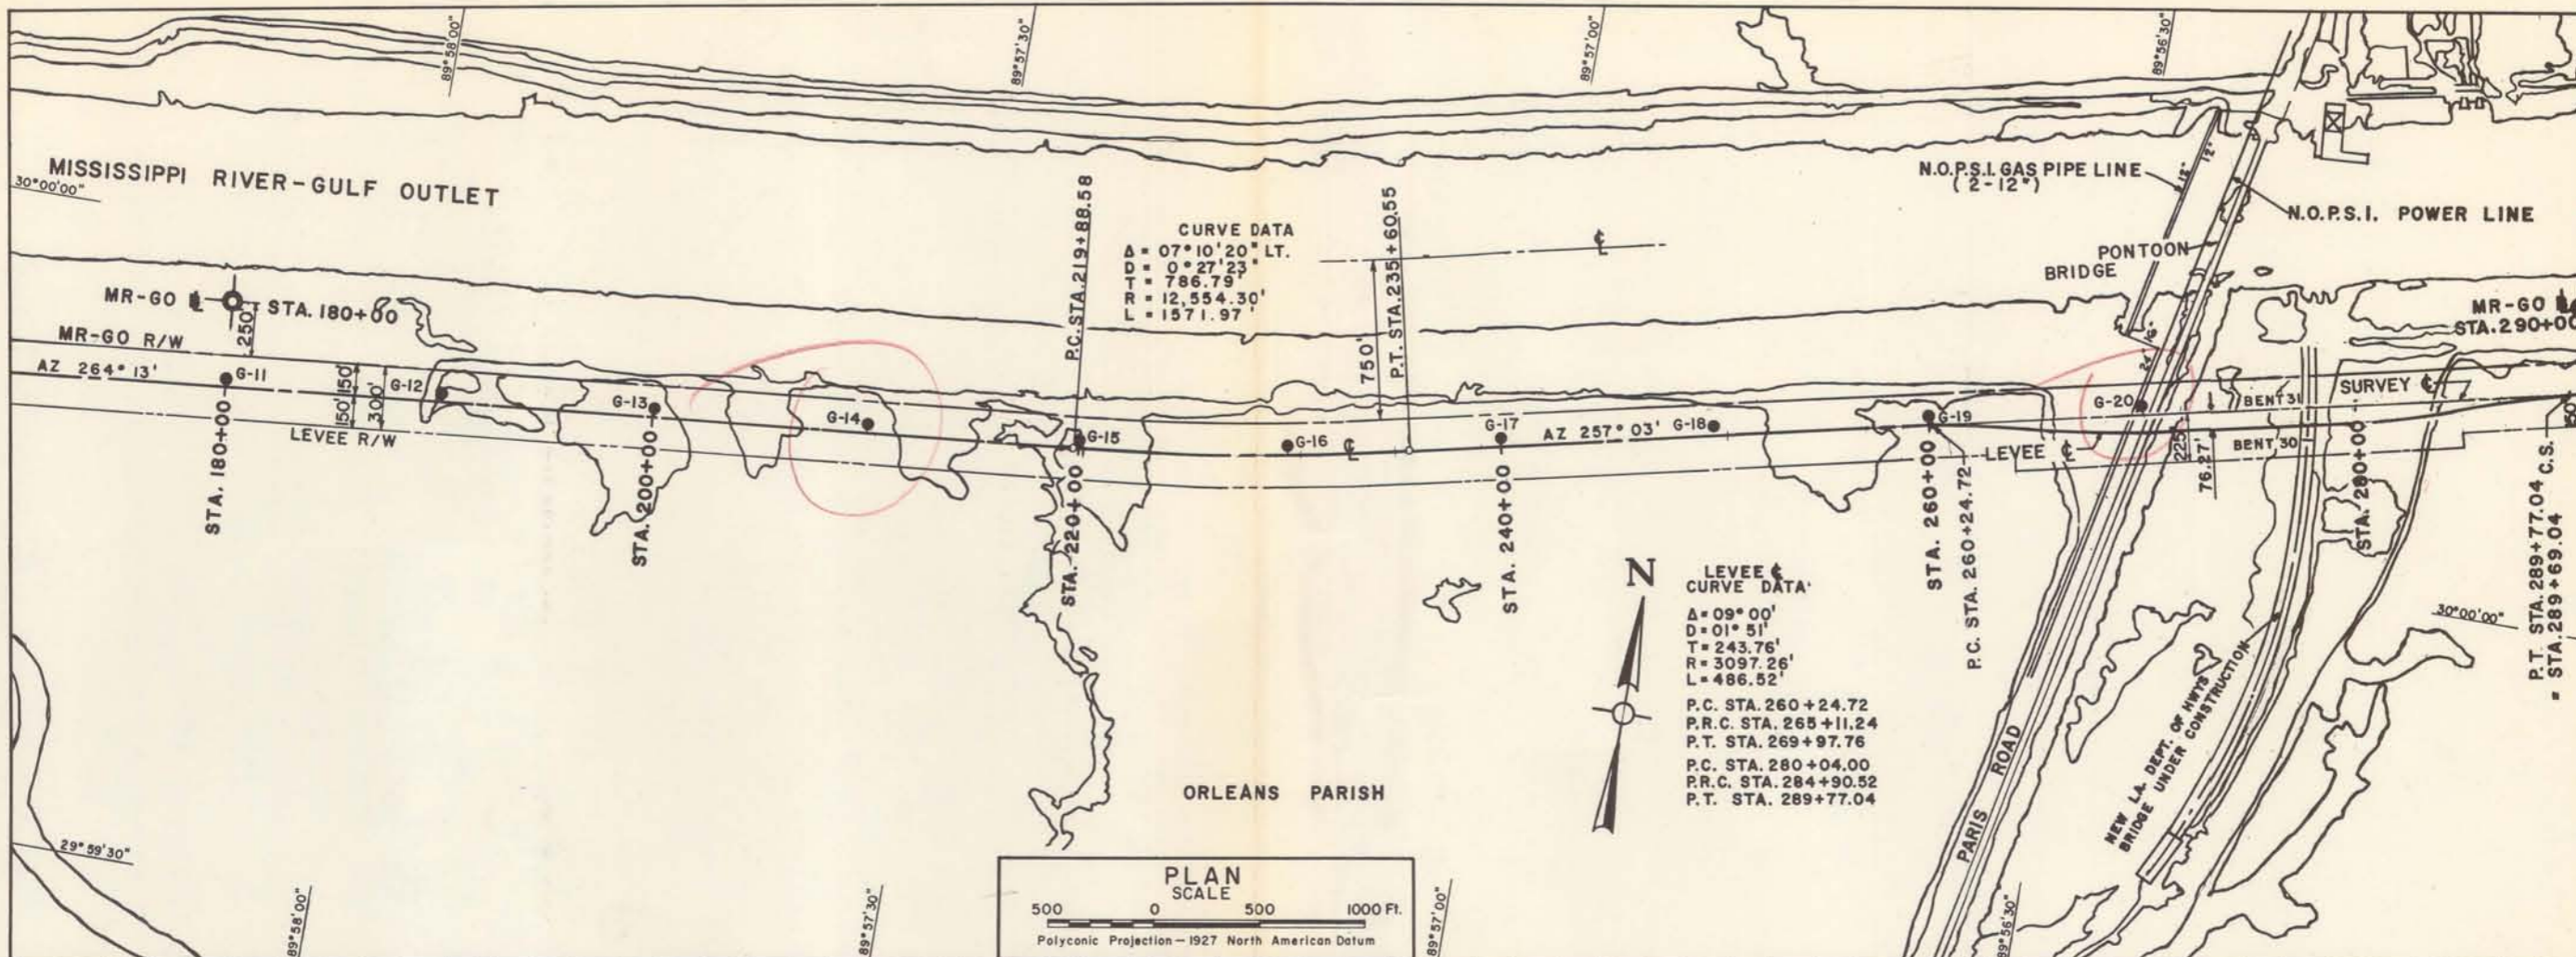 89°58'00"
89°57'30"
89°57'00"
89°56'30"
MISSISSIPPI RIVER-GULF OUTLET
30°00'00"
N.O.P.S.I. GAS PIPE LINE
(2-12")
12"
12"
N.O.P.S.I. POWER LINE
PONTOON
BRIDGE
P.C. STA. 219+88.58
CURVE DATA
Δ = 07°10'20" LT.
D = 0°27'23"
T = 786.79'
R = 12,554.30'
L = 1571.97'
P.T. STA. 235+60.55
℄
750'
MR-GO ℄
STA. 180+00
250'
MR-GO R/W
AZ 264°13'
150' 150'
300'
LEVEE R/W
G-11
G-12
G-13
G-14
G-15
G-16
℄
G-17
AZ 257°03'
G-18
G-19
G-20
24"
16"
MR-GO ℄
STA. 290+00
SURVEY ℄
BENT 31
BENT 30
LEVEE ℄
225'
76.27'
50'
STA. 180+00
STA. 200+00
STA. 220+00
STA. 240+00
STA. 260+00
P.C. STA. 260+24.72
STA. 280+00
P.T. STA. 289+77.04 C.S.
= STA. 289+69.04
30°00'00"
N
LEVEE ℄
CURVE DATA
Δ = 09°00'
D = 01°51'
T = 243.76'
R = 3097.26'
L = 486.52'
P.C. STA. 260+24.72
P.R.C. STA. 265+11.24
P.T. STA. 269+97.76
P.C. STA. 280+04.00
P.R.C. STA. 284+90.52
P.T. STA. 289+77.04
PARIS ROAD
NEW LA. DEPT. OF HWYS
BRIDGE UNDER CONSTRUCTION
ORLEANS PARISH
29°59'30"
PLAN
SCALE
500 0 500 1000 Ft.
Polyconic Projection — 1927 North American Datum
89°58'00"
89°57'30"
89°57'00"
89°56'30"